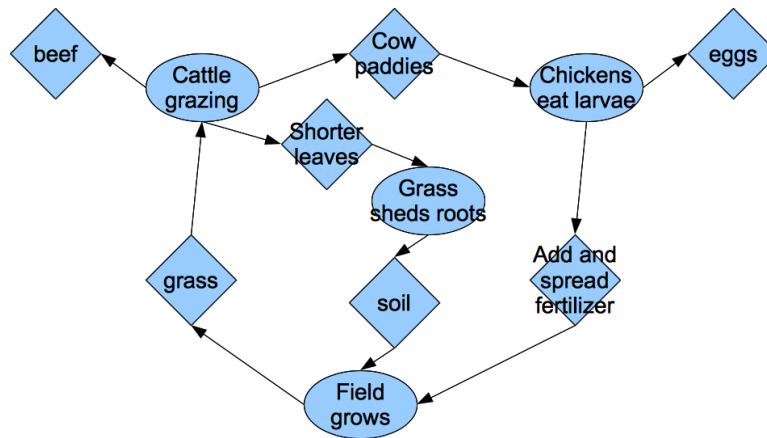 beef
Cattle
grazing
Cow
paddies
Chickens
eat larvae
eggs
Shorter
leaves
Grass
sheds roots
grass
soil
Add and
spread
fertilizer
Field
grows